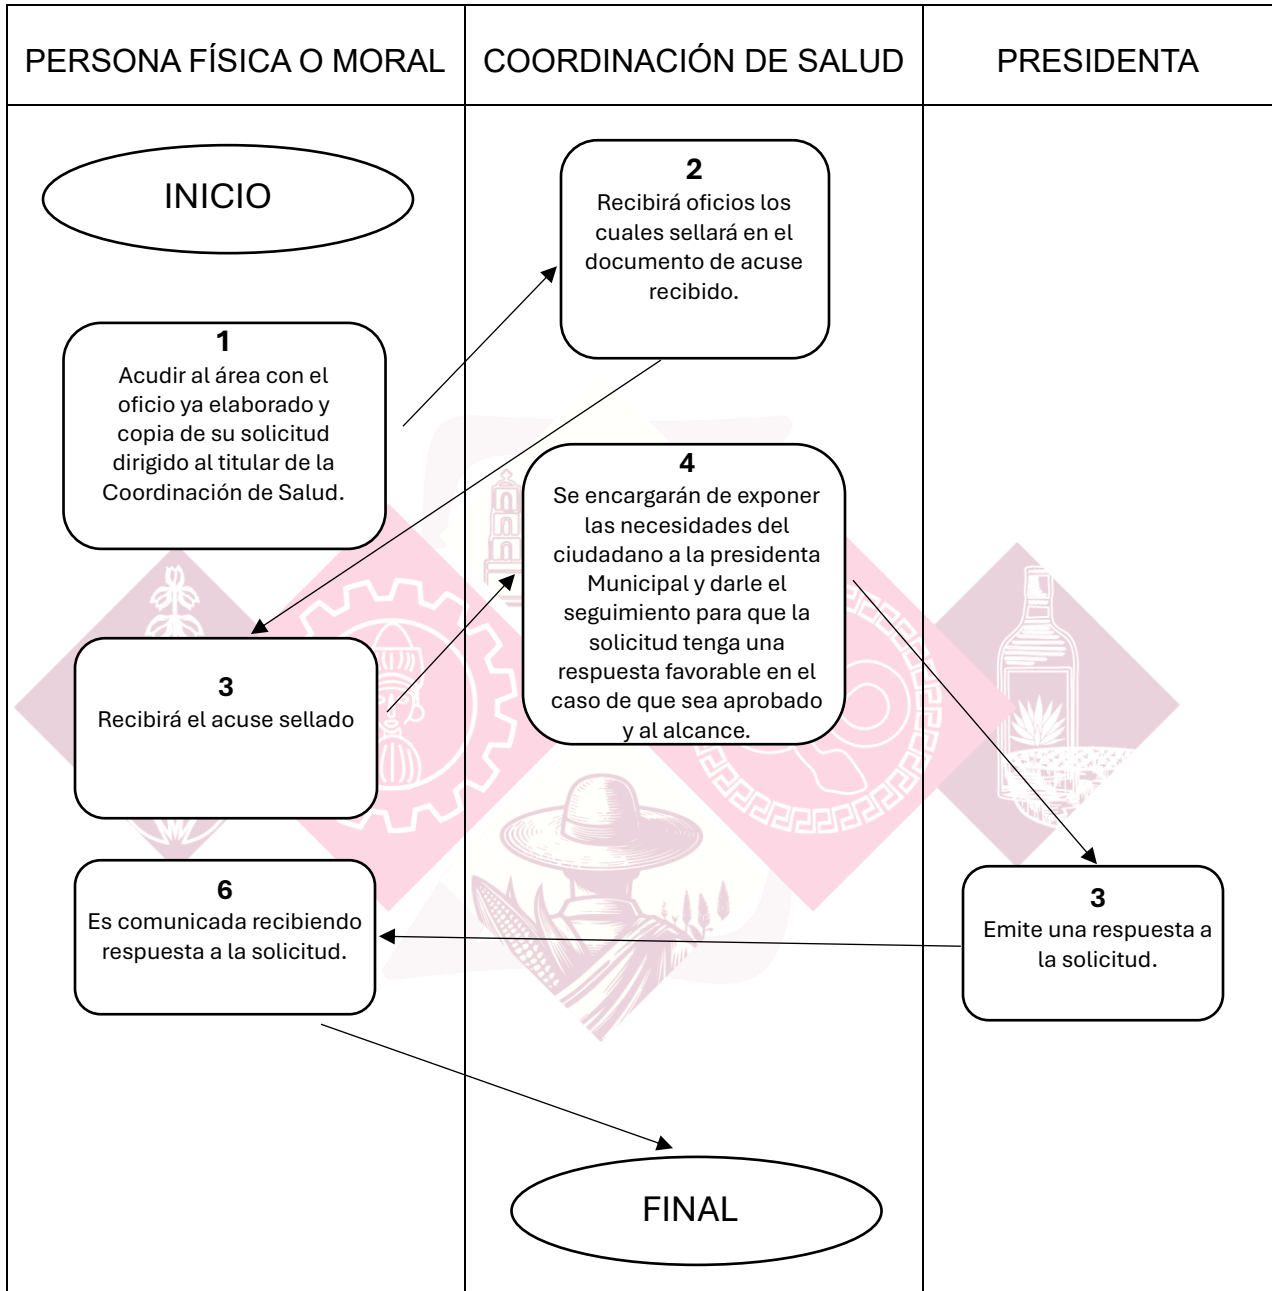 PERSONA FÍSICA O MORAL
COORDINACIÓN DE SALUD
PRESIDENTA
INICIO
1
Acudir al área con el
oficio ya elaborado y
copia de su solicitud
dirigido al titular de la
Coordinación de Salud.
2
Recibirá oficios los
cuales sellará en el
documento de acuse
recibido.
3
Recibirá el acuse sellado
4
Se encargarán de exponer
las necesidades del
ciudadano a la presidenta
Municipal y darle el
seguimiento para que la
solicitud tenga una
respuesta favorable en el
caso de que sea aprobado
y al alcance.
3
Emite una respuesta a
la solicitud.
6
Es comunicada recibiendo
respuesta a la solicitud.
FINAL